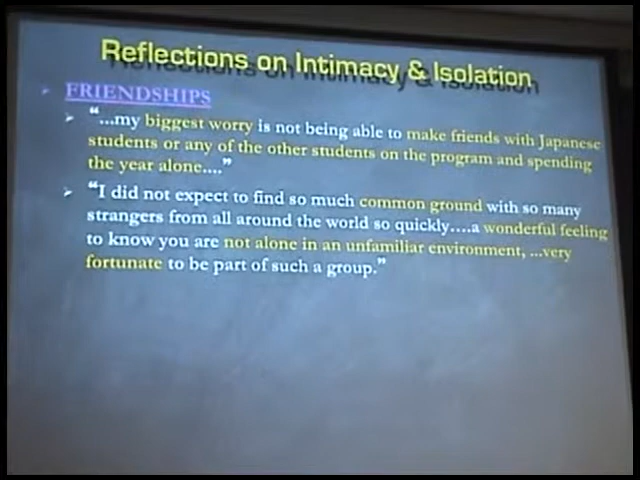 Reflections on Intimacy & Isolation
FRIENDSHIPS
"...my biggest worry is not being able to make friends with Japanese
students or any of the other students on the program and spending
the year alone...."
"I did not expect to find so much common ground with so many
strangers from all around the world so quickly....a wonderful feeling
to know you are not alone in an unfamiliar environment, ...very
fortunate to be part of such a group."